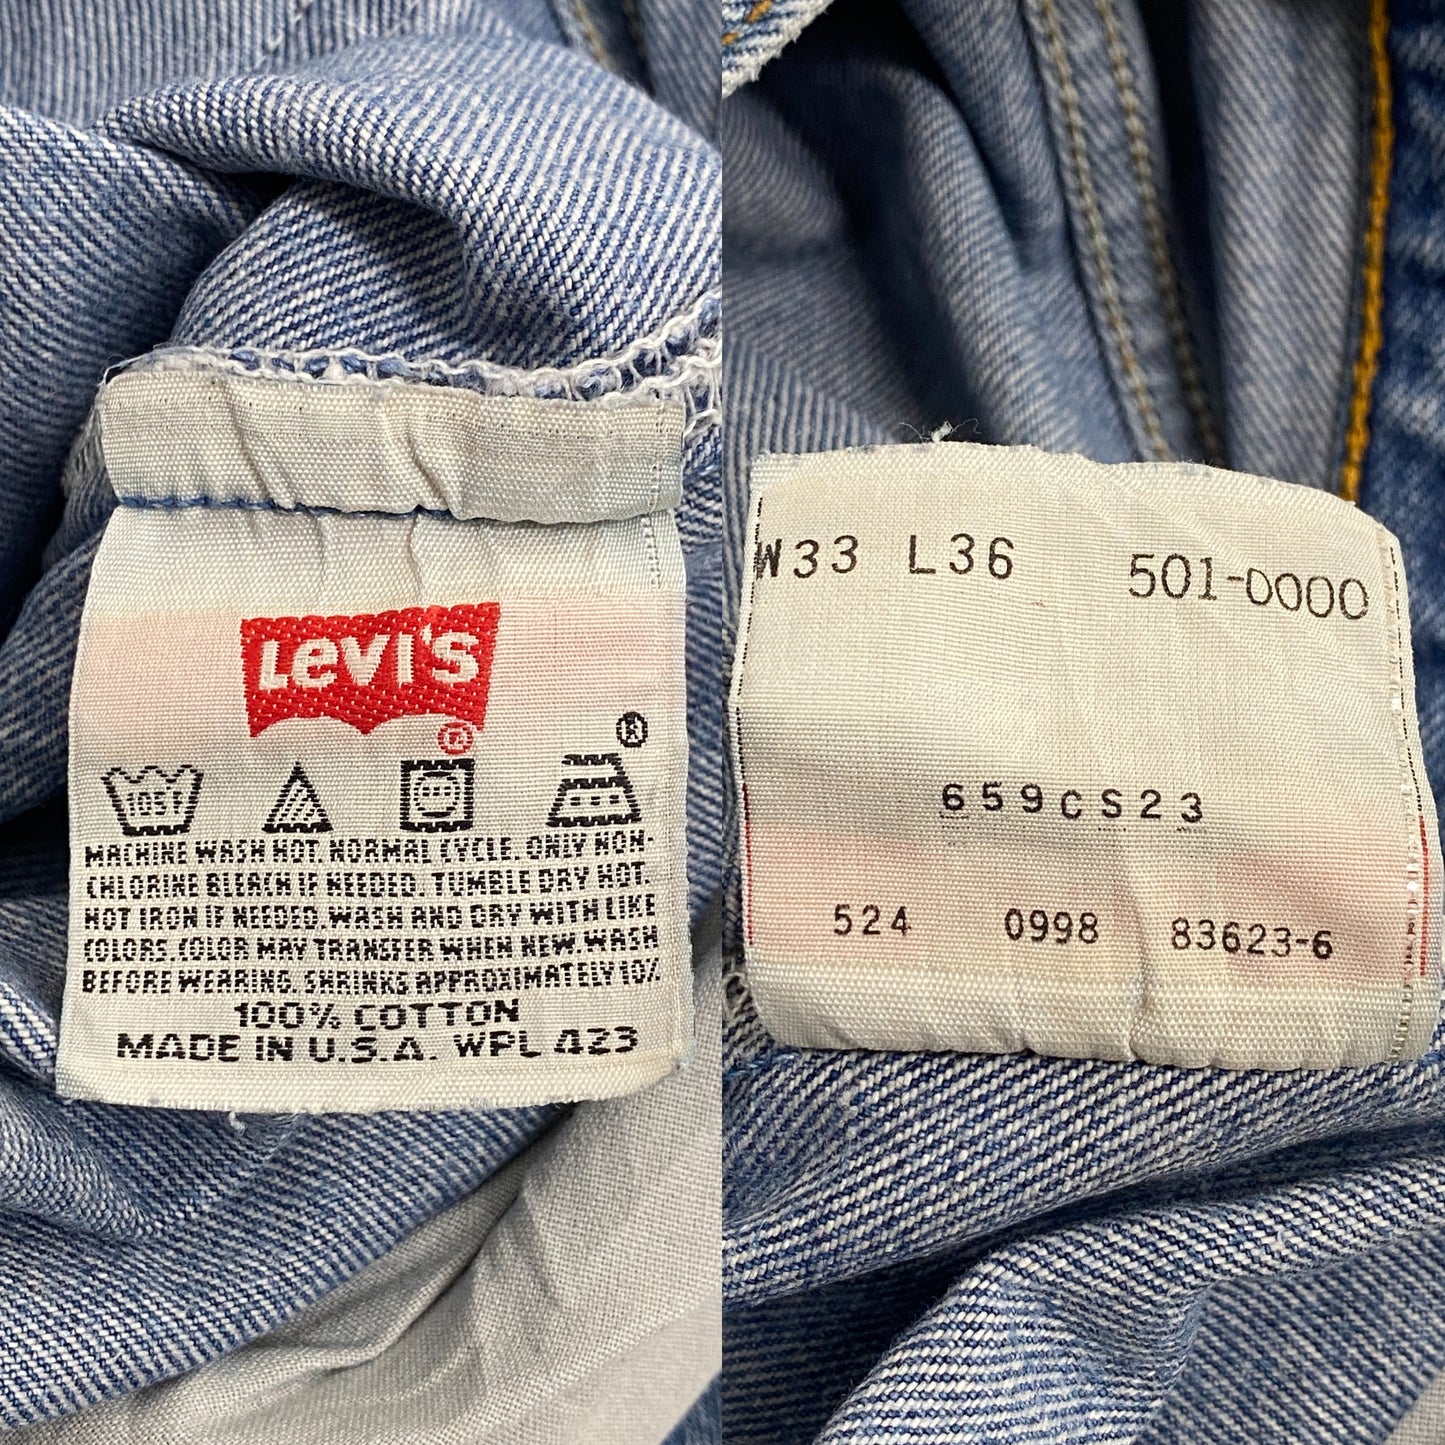 Levi's
®
®
105F
MACHINE WASH HOT. NORMAL CYCLE. ONLY NON-
CHLORINE BLEACH IF NEEDED. TUMBLE DRY HOT.
HOT IRON IF NEEDED. WASH AND DRY WITH LIKE
COLORS. COLOR MAY TRANSFER WHEN NEW. WASH
BEFORE WEARING. SHRINKS APPROXIMATELY 10%
100% COTTON
MADE IN U.S.A. WPL 423
W33 L36 501-0000
659CS23
524 0998 83623-6